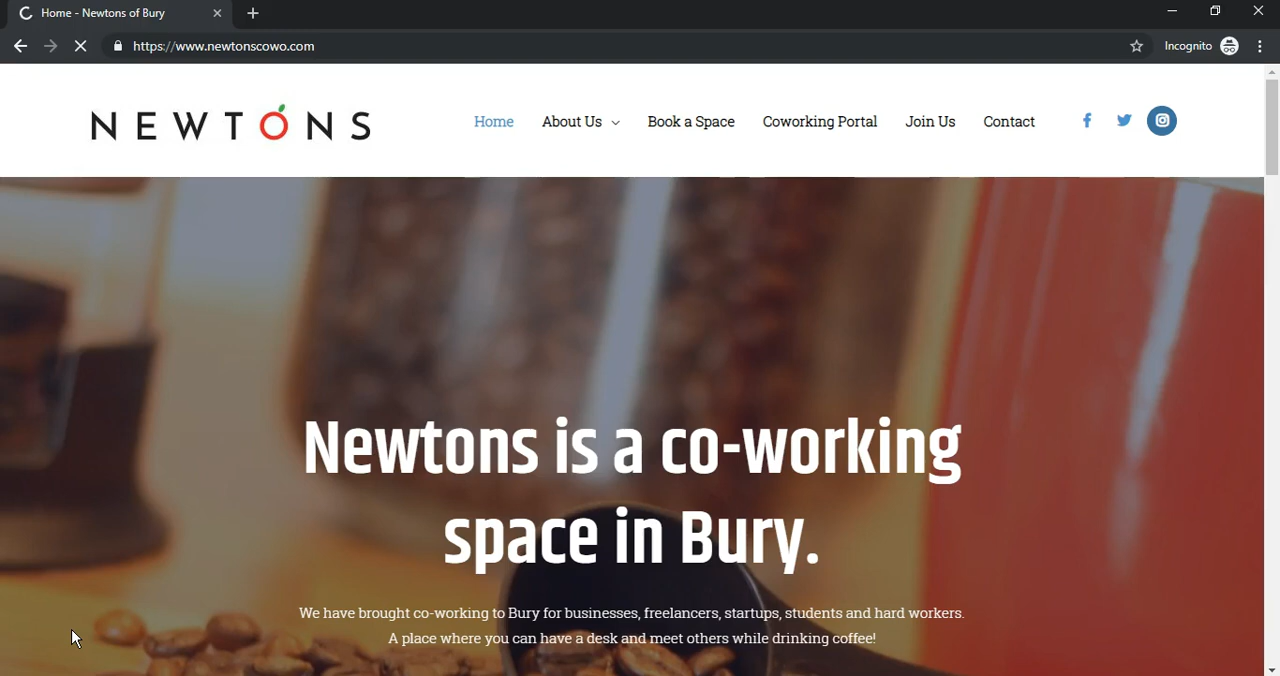 Home - Newtons of Bury
https://www.newtonscowo.com
Incognito
NEWTONS
Home
About Us
Book a Space
Coworking Portal
Join Us
Contact
Newtons is a co-working
space in Bury.
We have brought co-working to Bury for businesses, freelancers, startups, students and hard workers.
A place where you can have a desk and meet others while drinking coffee!